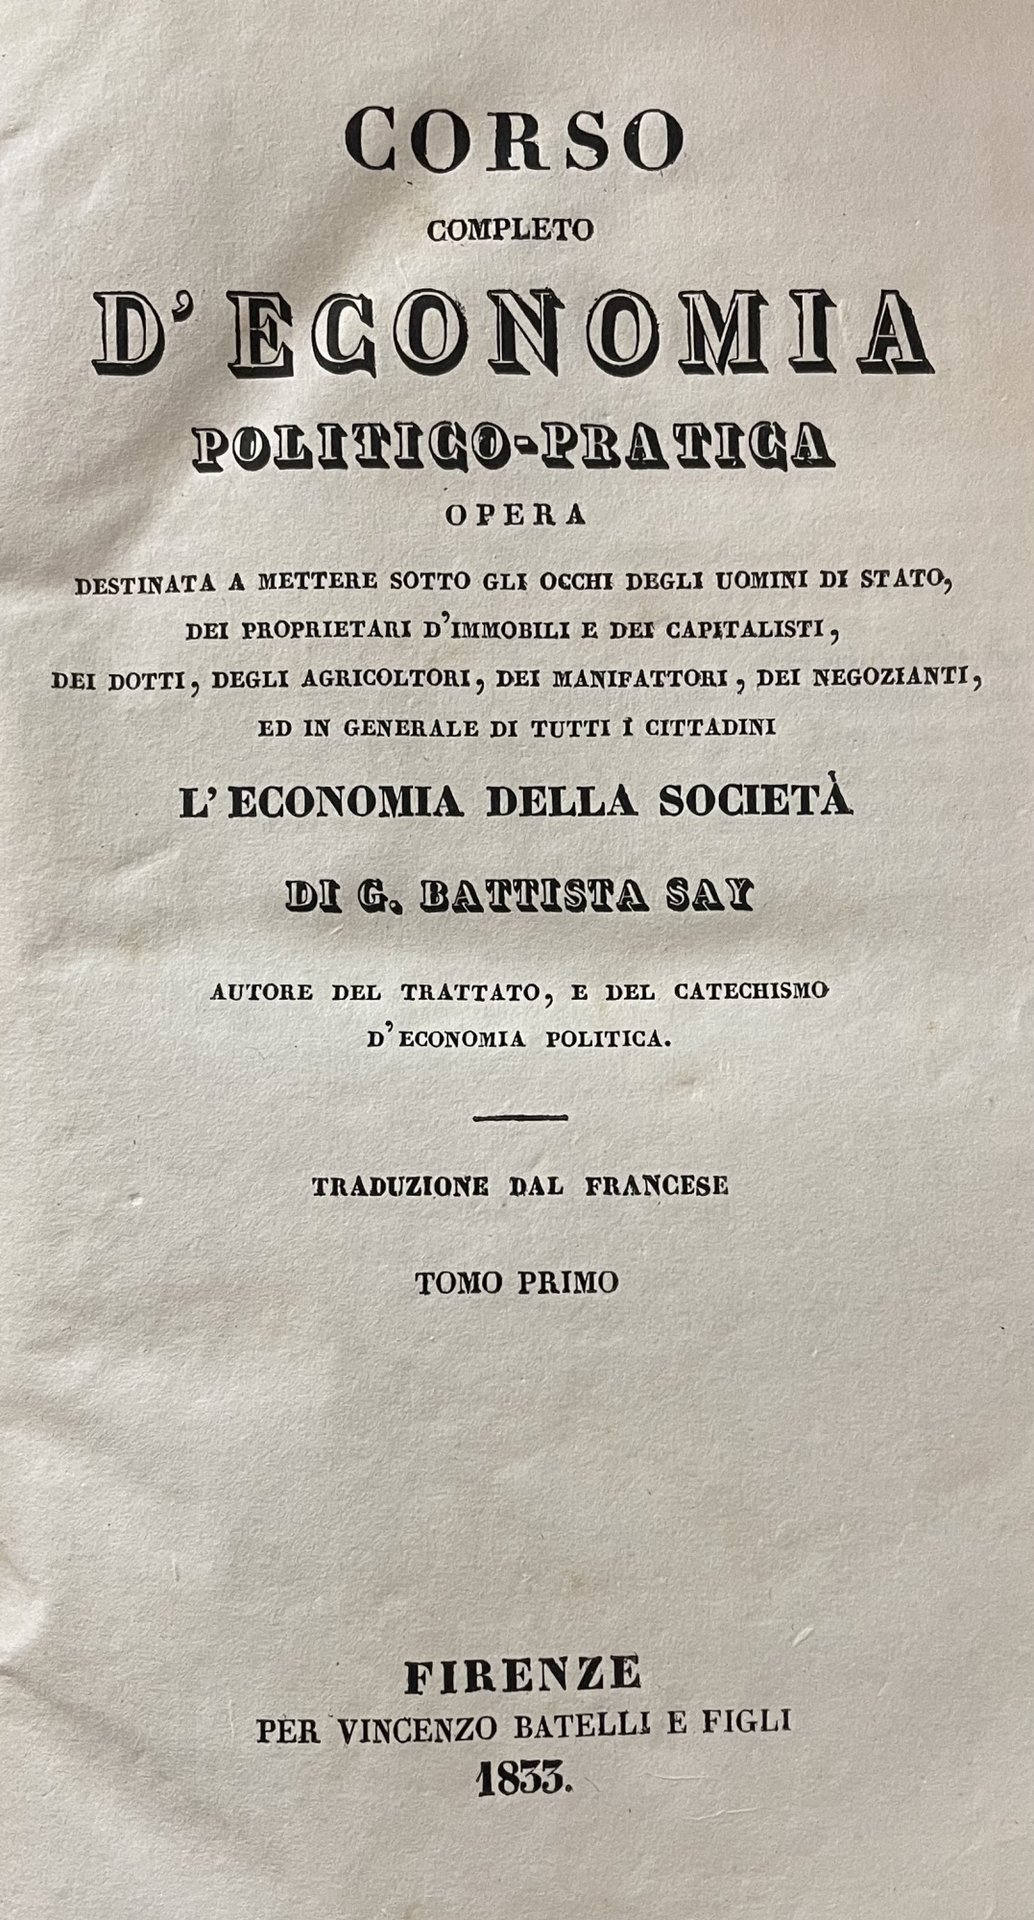 CORSO
COMPLETO
D'ECONOMIA
POLITICO-PRATICA
OPERA
DESTINATA A METTERE SOTTO GLI OCCHI DEGLI UOMINI DI STATO,
DEI PROPRIETARI D'IMMOBILI E DEI CAPITALISTI,
DEI DOTTI, DEGLI AGRICOLTORI, DEI MANIFATTORI, DEI NEGOZIANTI,
ED IN GENERALE DI TUTTI I CITTADINI
L'ECONOMIA DELLA SOCIETÀ
DI G. BATTISTA SAY
AUTORE DEL TRATTATO, E DEL CATECHISMO
D'ECONOMIA POLITICA.
TRADUZIONE DAL FRANCESE
TOMO PRIMO
FIRENZE
PER VINCENZO BATELLI E FIGLI
1833.